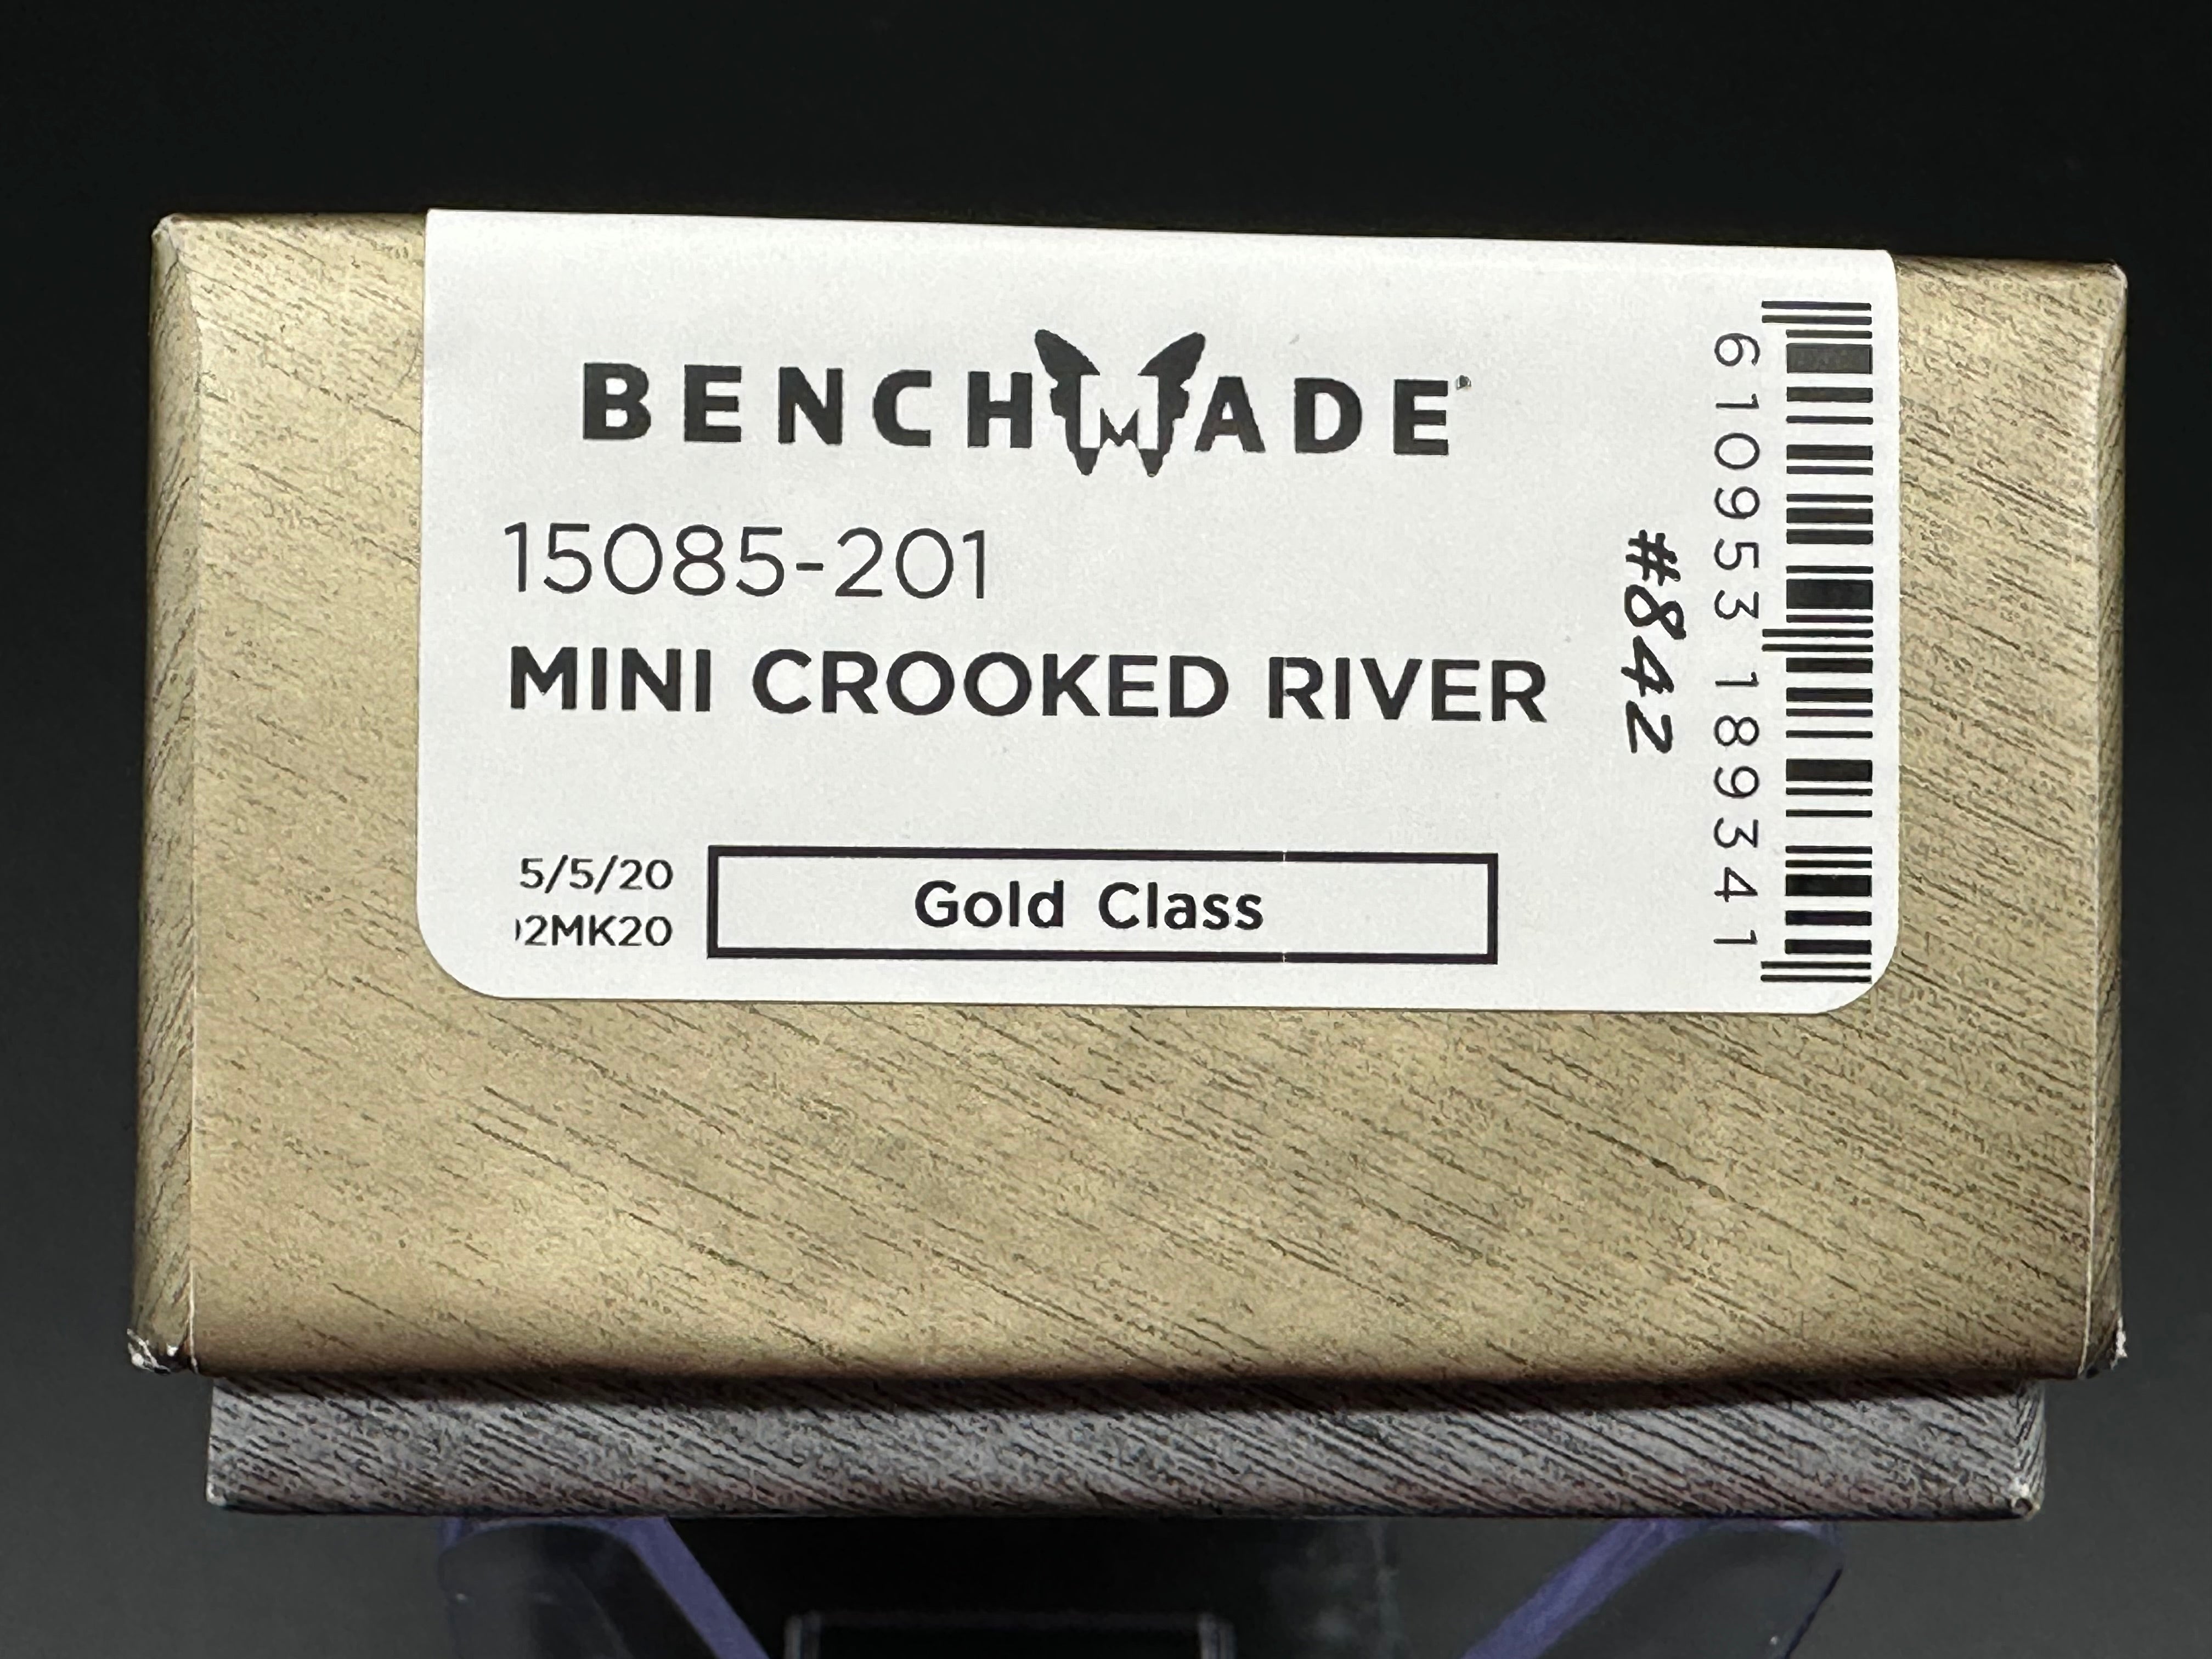 BENCHMADE®
15085-201
MINI CROOKED RIVER
5/5/20
2MK20
Gold Class
#842
6 10953 18934 1